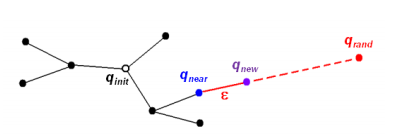 q_rand
q_new
q_near
q_init
ε